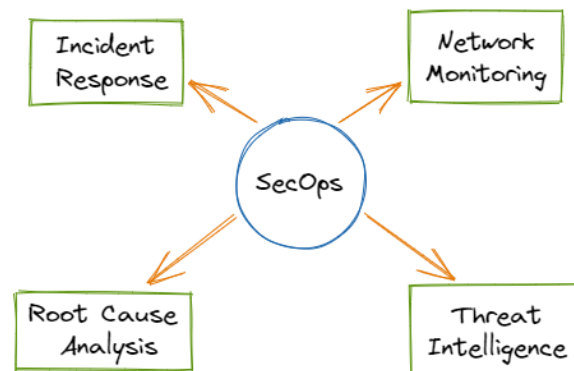 Incident
Response
Network
Monitoring
SecOps
Root Cause
Analysis
Threat
Intelligence